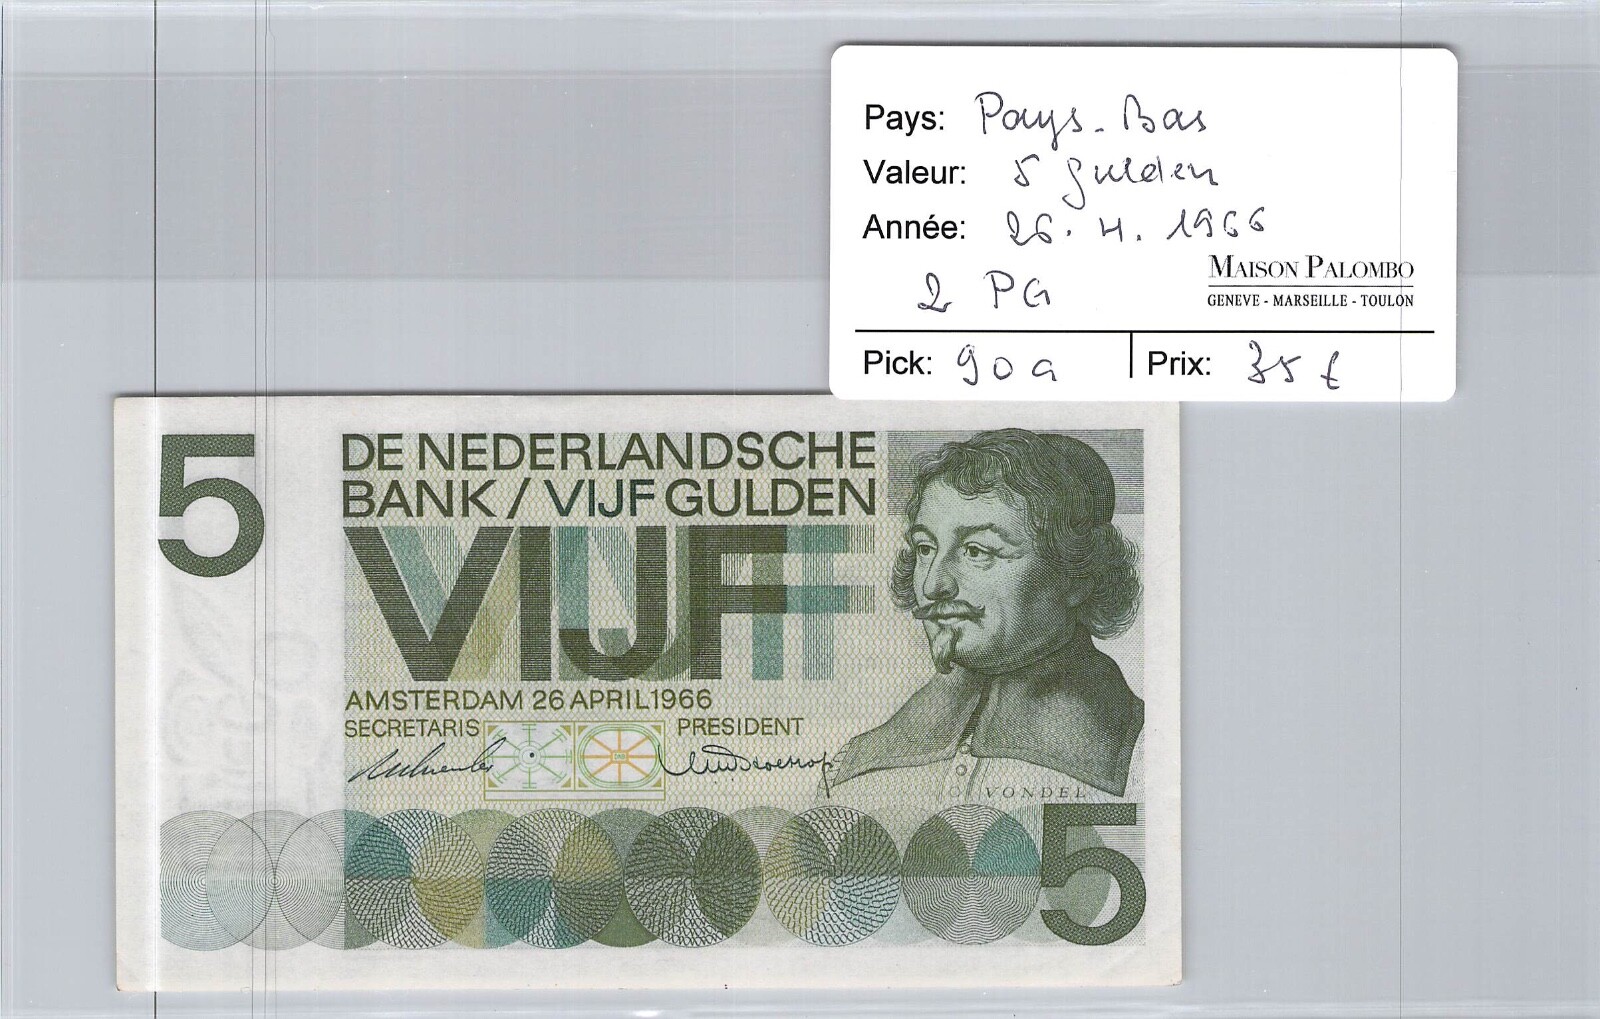 Pays: Pays-Bas
Valeur: 5 gulden
Année: 26.4.1966
2 PG
MAISON PALOMBO
GENEVE - MARSEILLE - TOULON
Pick: 90a
Prix: 35 €
5
DE NEDERLANDSCHE
BANK / VIJF GULDEN
VIJF
AMSTERDAM 26 APRIL 1966
SECRETARIS
PRESIDENT
VONDEL
5